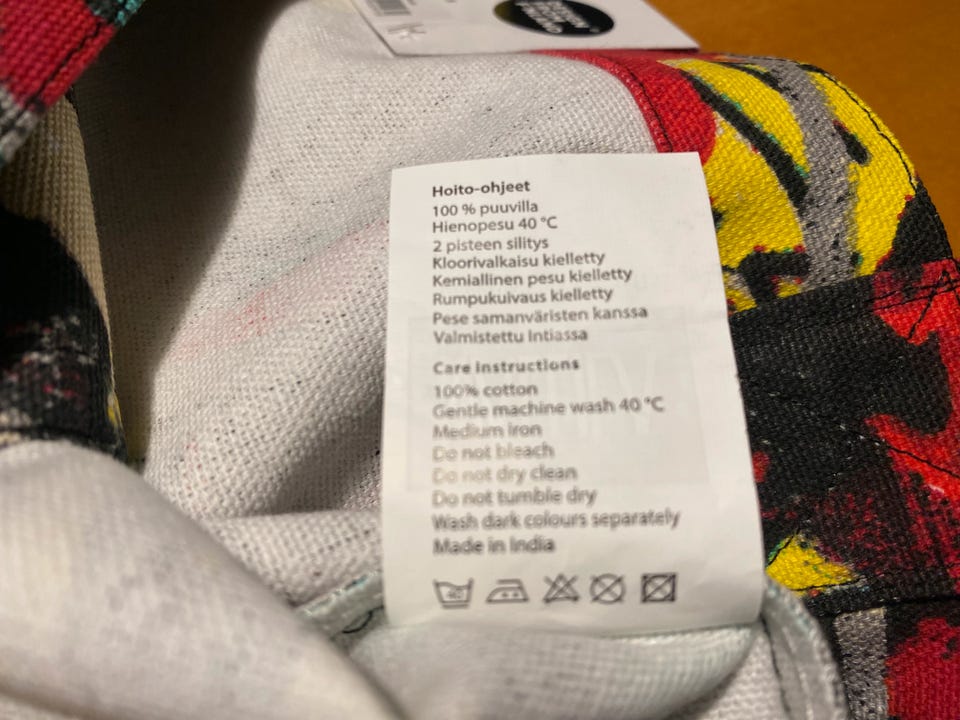 Hoito-ohjeet
100 % puuvilla
Hienopesu 40 °C
2 pisteen silitys
Kloorivalkaisu kielletty
Kemiallinen pesu kielletty
Rumpukuivaus kielletty
Pese samanväristen kanssa
Valmistettu Intiassa
Care instructions
100% cotton
Gentle machine wash 40 °C
Medium iron
Do not bleach
Do not dry clean
Do not tumble dry
Wash dark colours separately
Made in India
40